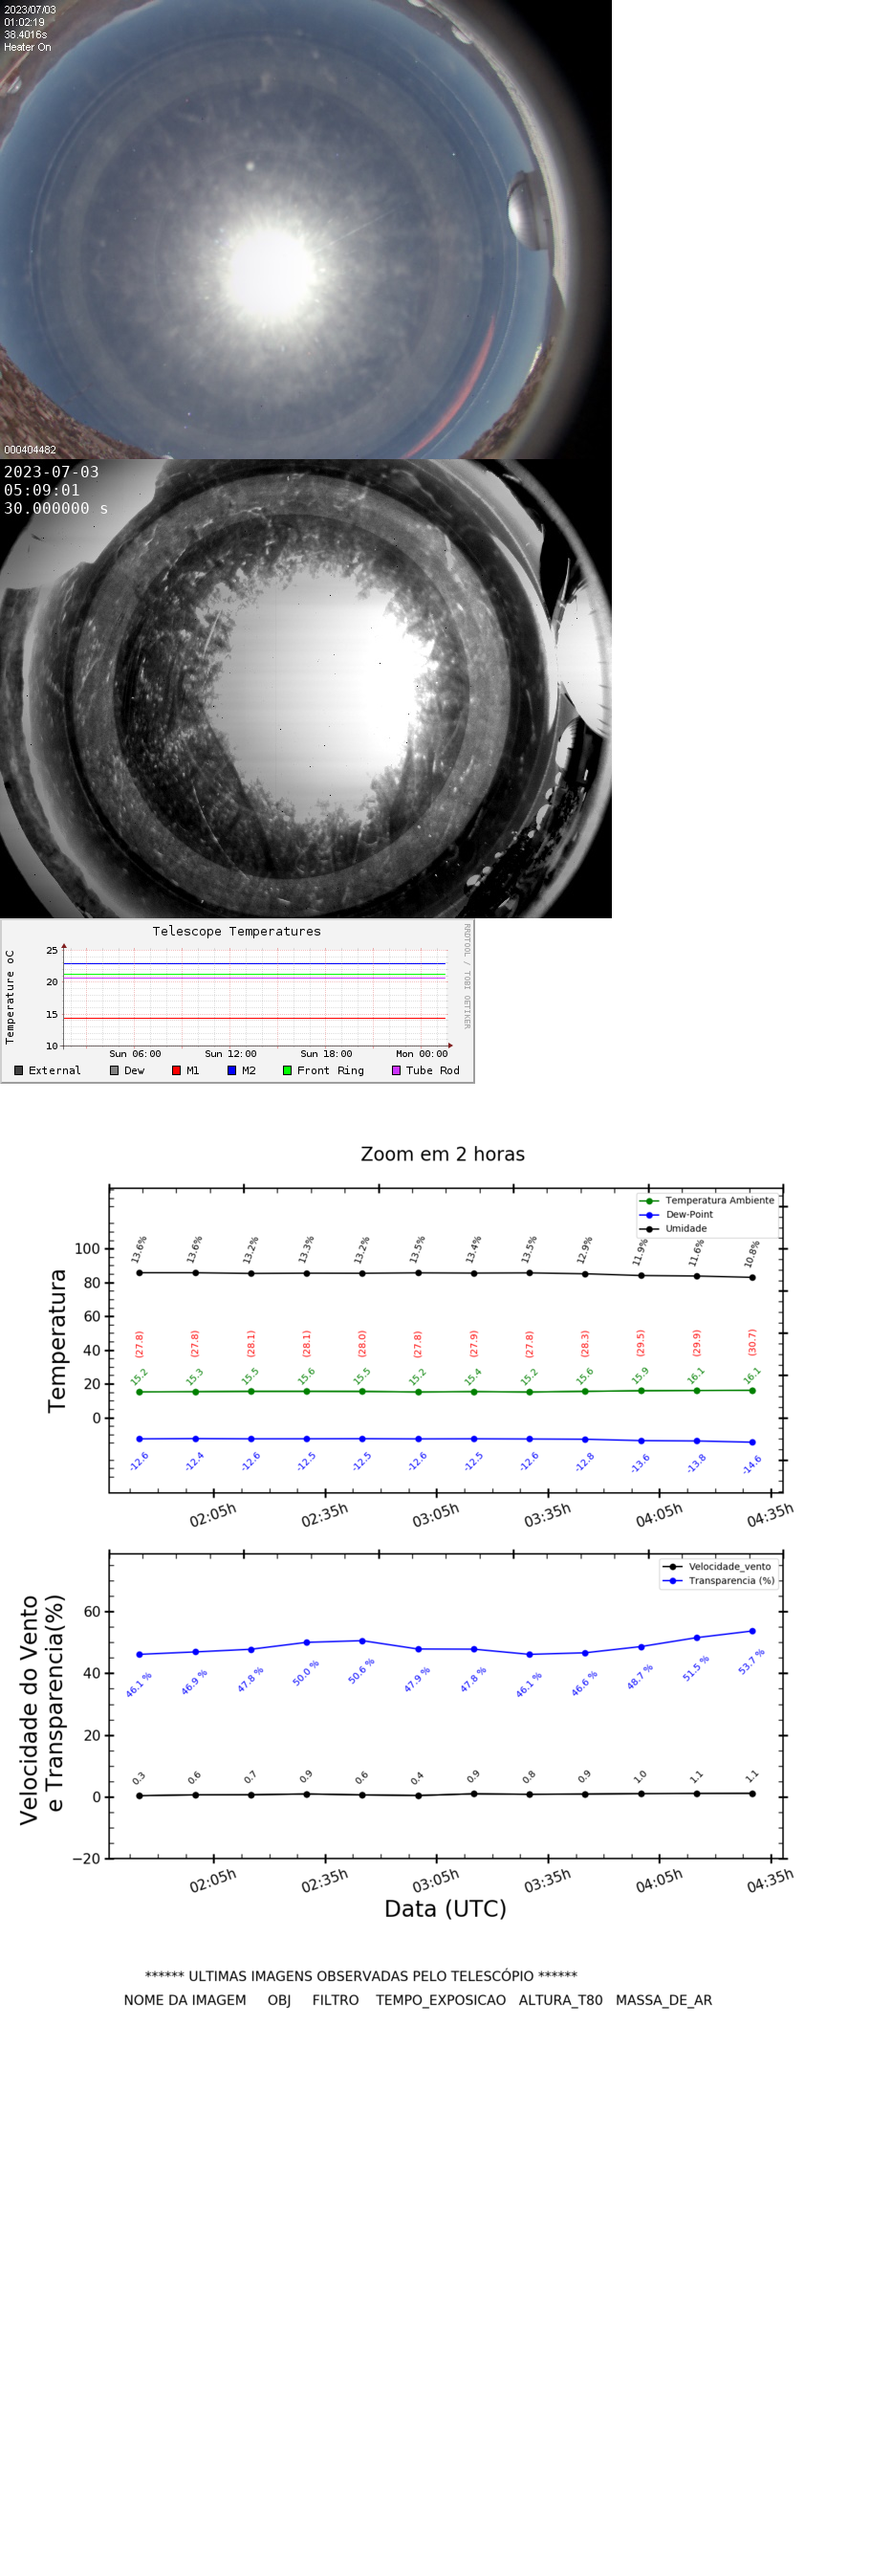 2023/07/03
01:02:19
38.4016s
Heater On
000404482
2023-07-03
05:09:01
30.000000 s
Telescope Temperatures
RRDTOOL / TOBI OETIKER
Temperature oC
25
20
15
10
Sun 06:00 Sun 12:00 Sun 18:00 Mon 00:00
External Dew M1 M2 Front Ring Tube Rod
Zoom em 2 horas
Temperatura Ambiente
Dew-Point
Umidade
Temperatura
100
80
60
40
20
0
13.6% 13.6% 13.2% 13.3% 13.2% 13.5% 13.4% 13.5% 12.9% 11.9% 11.6% 10.8%
(27.8) (27.8) (28.1) (28.1) (28.0) (27.8) (27.9) (27.8) (28.3) (29.5) (29.9) (30.7)
15.2 15.3 15.5 15.6 15.5 15.2 15.4 15.2 15.6 15.9 16.1 16.1
-12.6 -12.4 -12.6 -12.5 -12.5 -12.6 -12.5 -12.6 -12.8 -13.6 -13.8 -14.6
02:05h 02:35h 03:05h 03:35h 04:05h 04:35h
Velocidade_vento
Transparencia (%)
Velocidade do Vento
e Transparencia(%)
60
40
20
0
−20
46.1 % 46.9 % 47.8 % 50.0 % 50.6 % 47.9 % 47.8 % 46.1 % 46.6 % 48.7 % 51.5 % 53.7 %
0.3 0.6 0.7 0.9 0.6 0.4 0.9 0.8 0.9 1.0 1.1 1.1
02:05h 02:35h 03:05h 03:35h 04:05h 04:35h
Data (UTC)
****** ULTIMAS IMAGENS OBSERVADAS PELO TELESCÓPIO ******
NOME DA IMAGEM OBJ FILTRO TEMPO_EXPOSICAO ALTURA_T80 MASSA_DE_AR